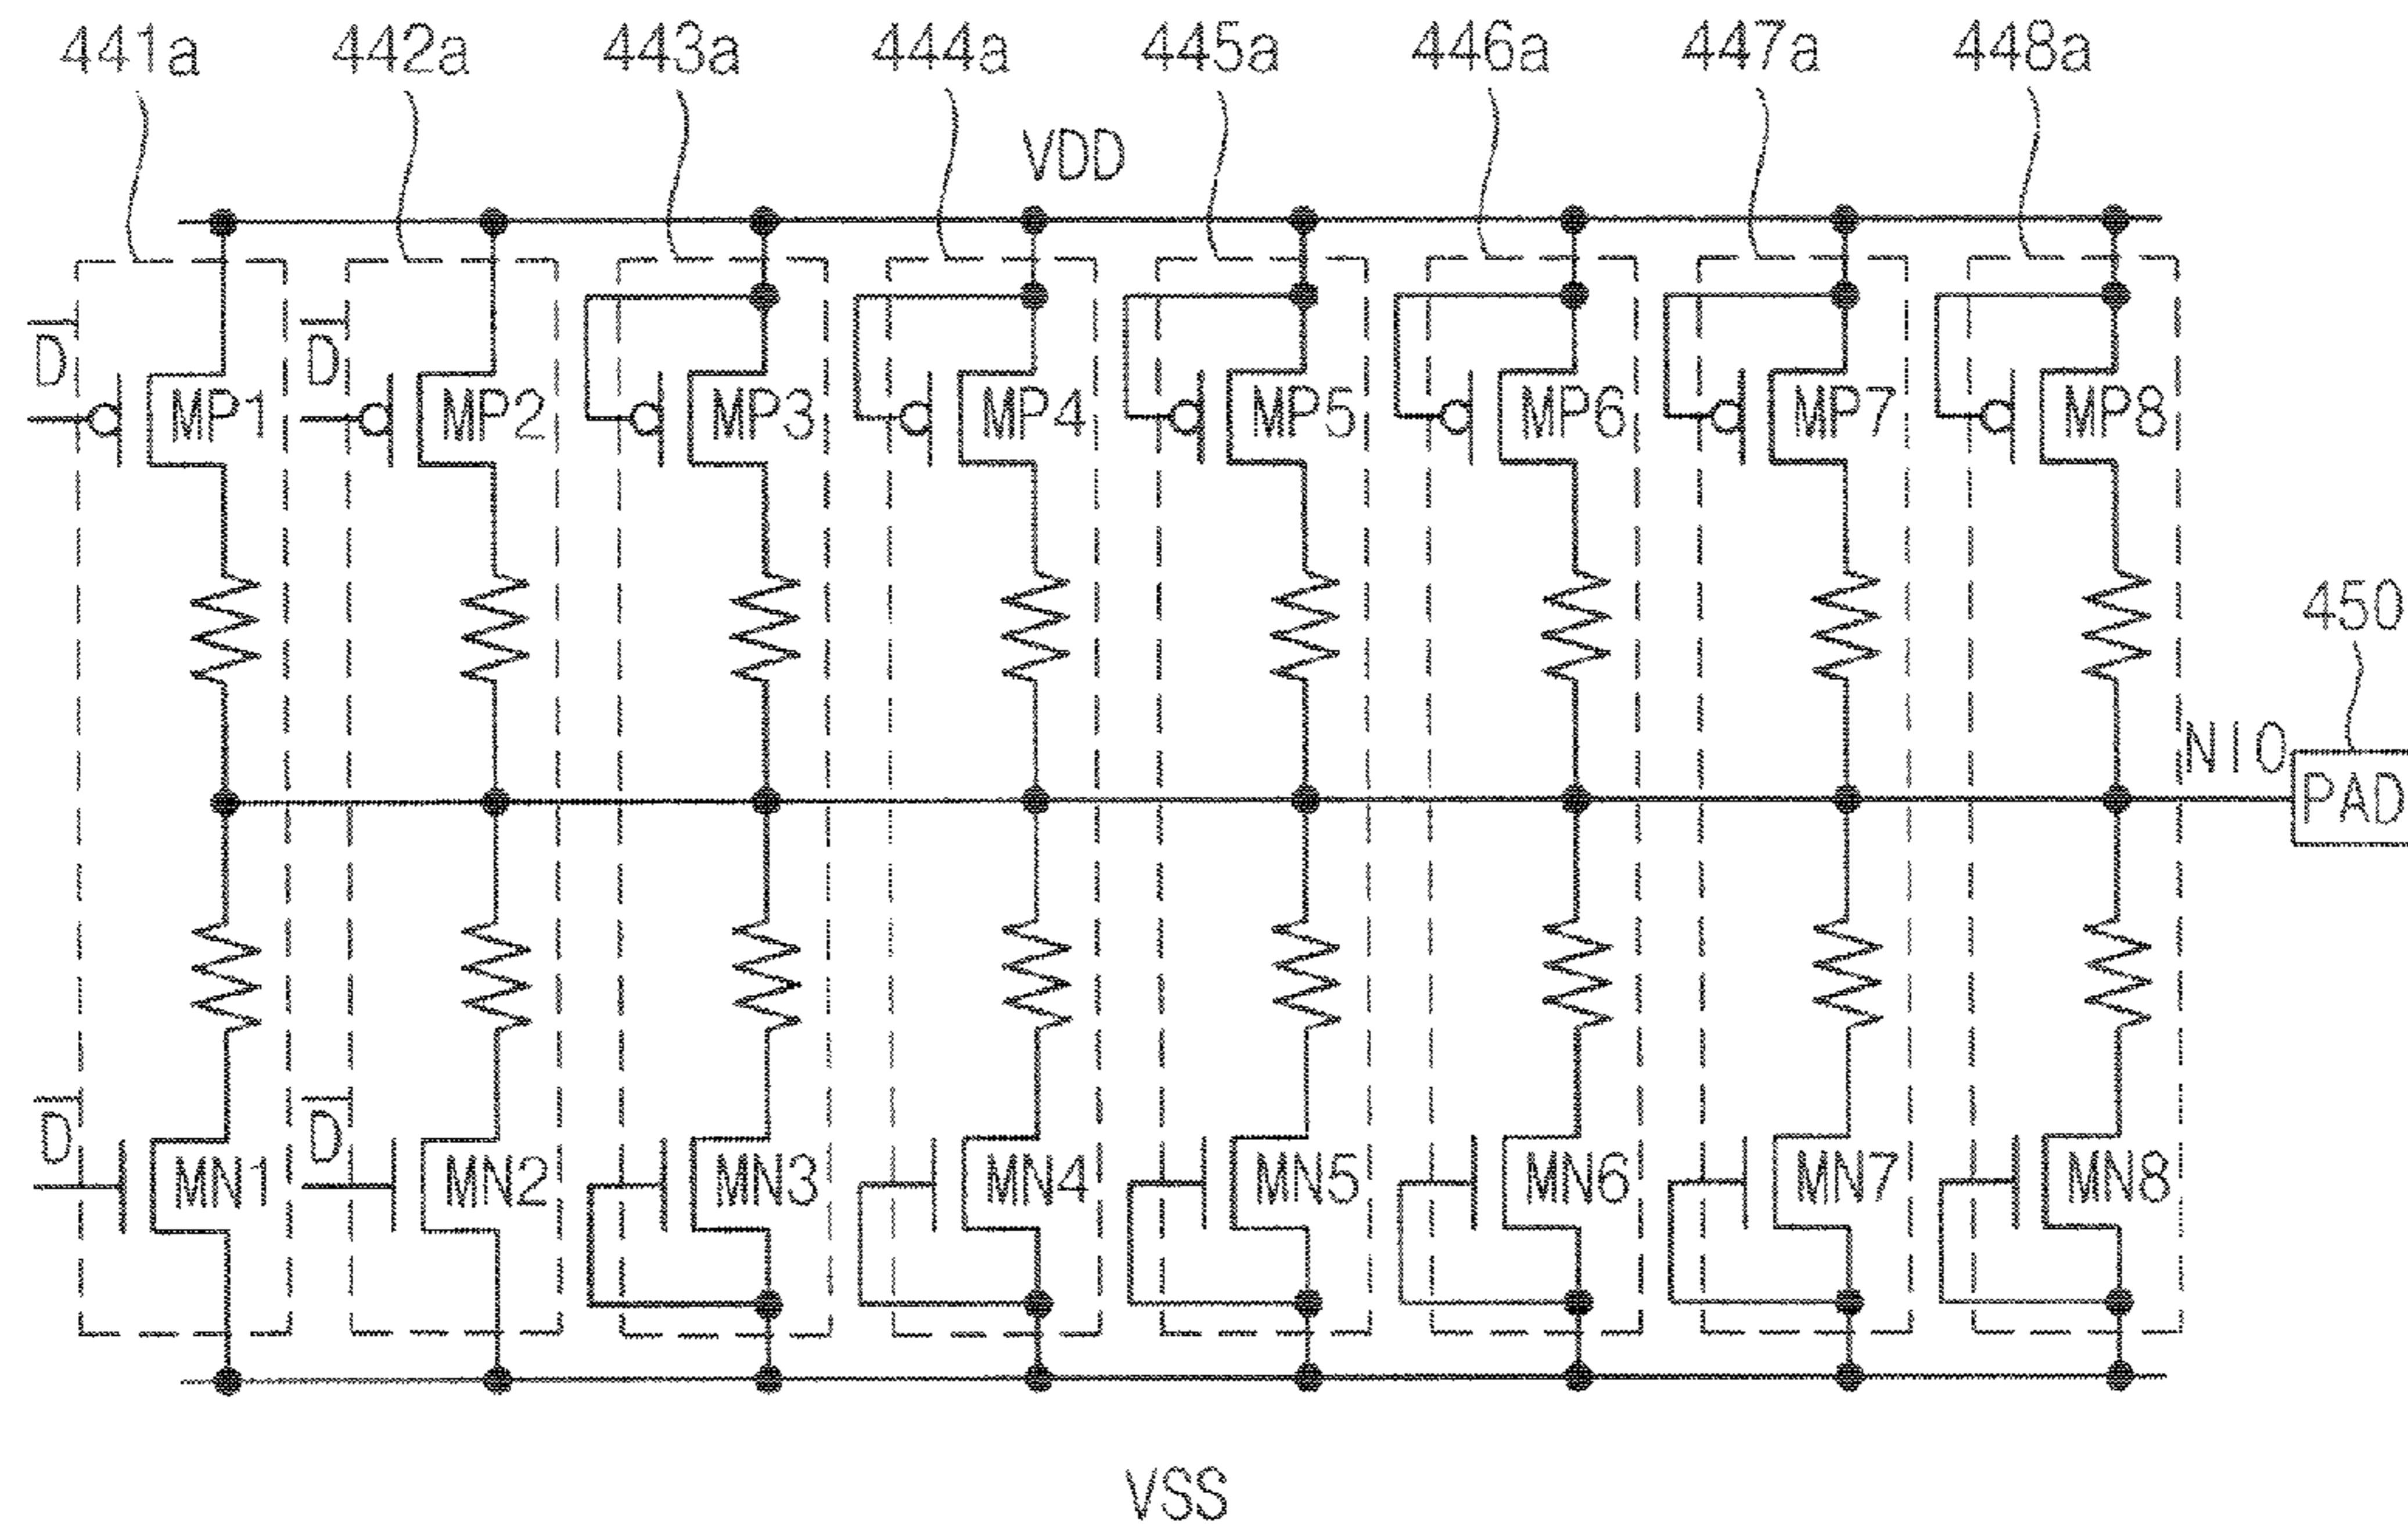 441a 442a 443a 444a 445a 446a 447a 448a
VDD
D̅ D̅
MP1 MP2 MP3 MP4 MP5 MP6 MP7 MP8
450
NIO
PAD
D̅ D̅
MN1 MN2 MN3 MN4 MN5 MN6 MN7 MN8
VSS